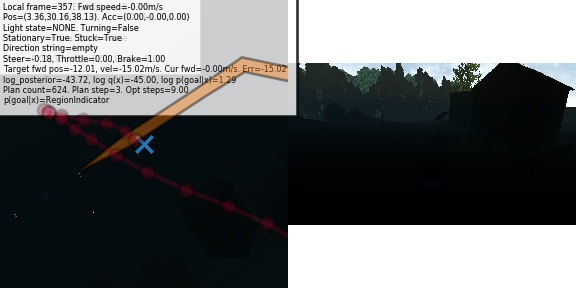 Local frame=357. Fwd speed=-0.00m/s
Pos=(3.36,30.16,38.13). Acc=(0.00;-0.00,0.00)
Light state=NONE. Turning=False
Stationary=True. Stuck=True
Direction string=empty
Steer=-0.18, Throttle=0.00, Brake=1.00
Target fwd pos=-12.01, vel=-15.02m/s. Cur fwd=-0.00m/s. Err=-15.02
log_posterior=-43.72, log q(x)=-45.00, log p(goal|x)=1.29
Plan count=624. Plan step=3. Opt steps=9.00
p(goal|x)=RegionIndicator